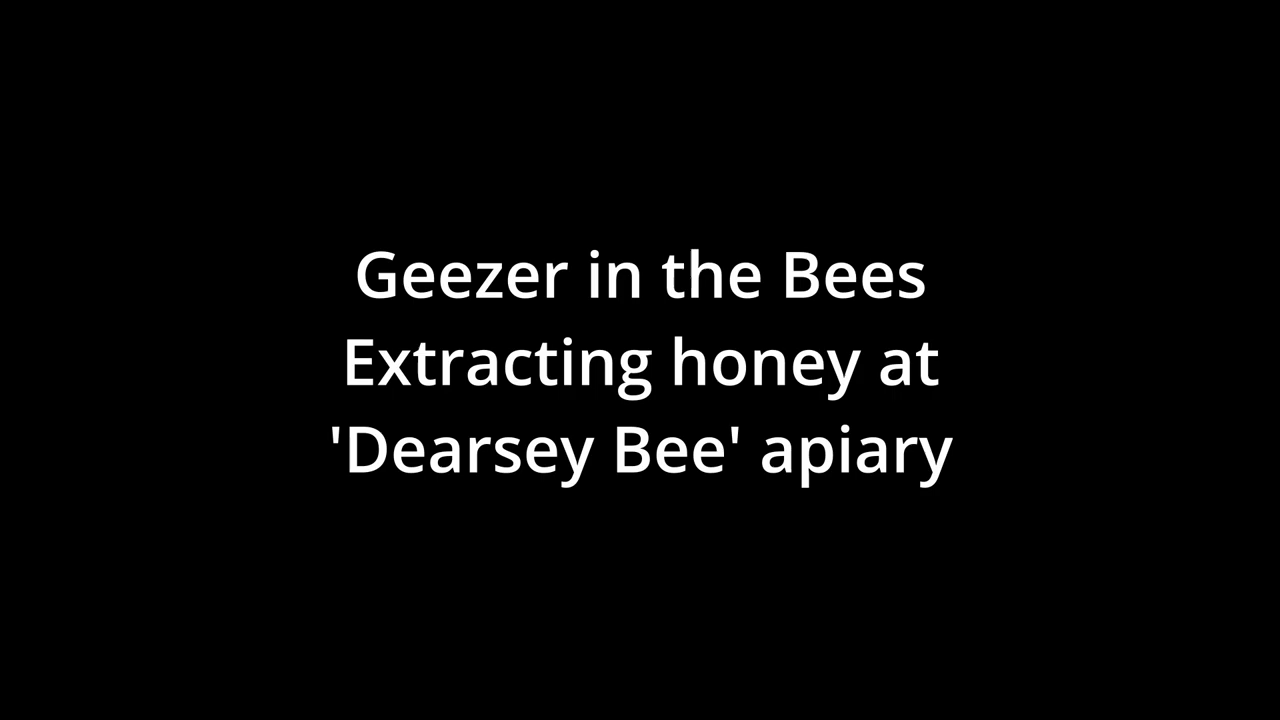 Geezer in the Bees
Extracting honey at
'Dearsey Bee' apiary